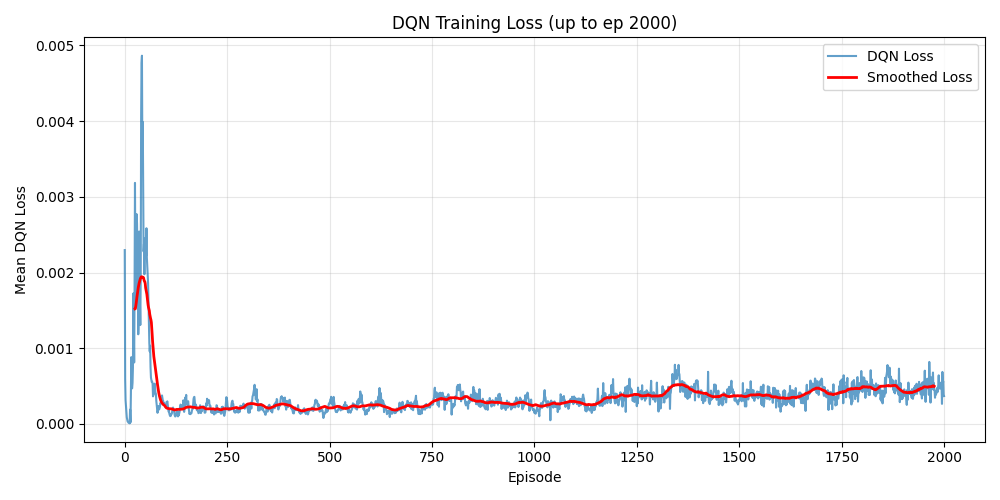 DQN Training Loss (up to ep 2000)
DQN Loss
Smoothed Loss
Mean DQN Loss
0.005
0.004
0.003
0.002
0.001
0.000
0 250 500 750 1000 1250 1500 1750 2000
Episode